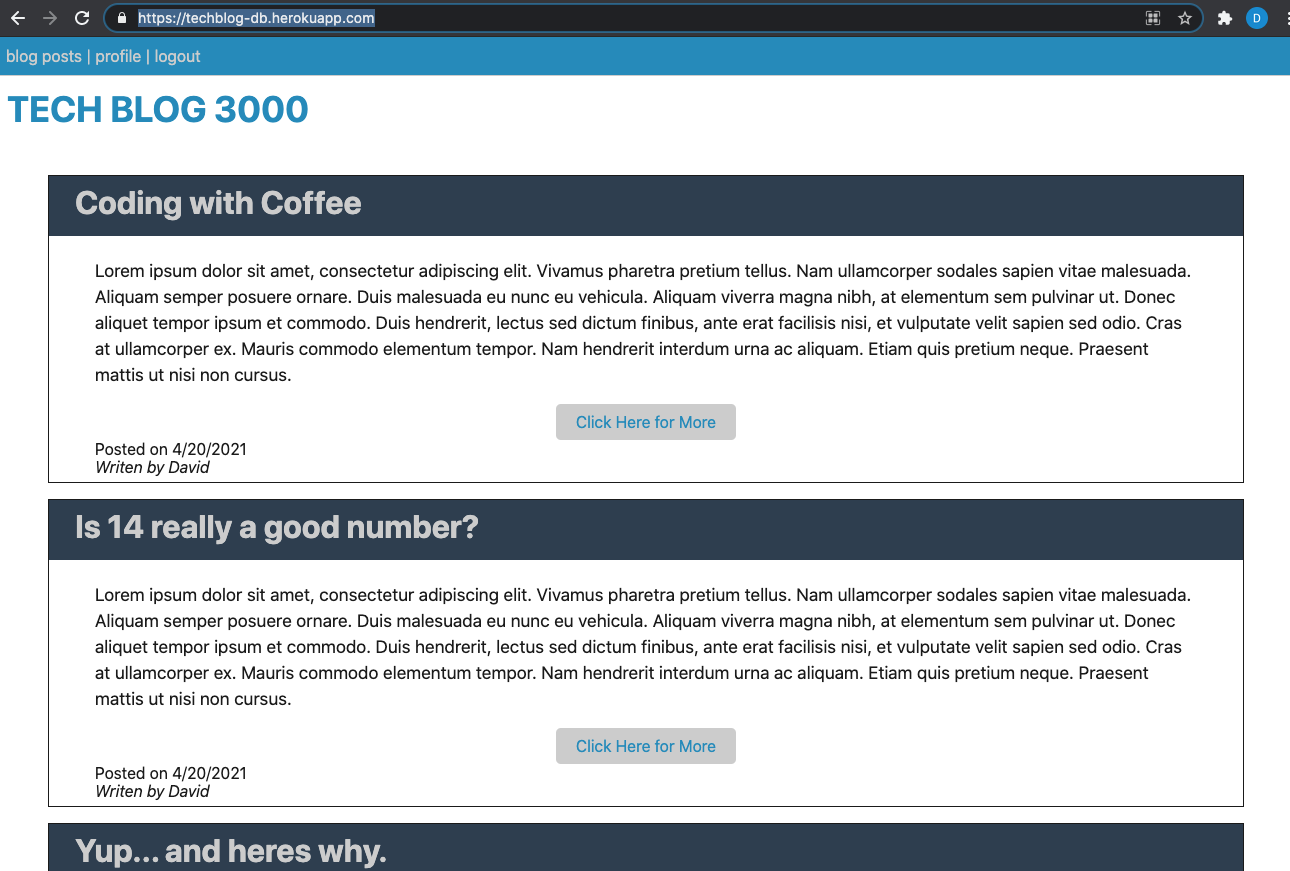 https://techblog-db.herokuapp.com
D
blog posts | profile | logout
TECH BLOG 3000
Coding with Coffee
Lorem ipsum dolor sit amet, consectetur adipiscing elit. Vivamus pharetra pretium tellus. Nam ullamcorper sodales sapien vitae malesuada.
Aliquam semper posuere ornare. Duis malesuada eu nunc eu vehicula. Aliquam viverra magna nibh, at elementum sem pulvinar ut. Donec
aliquet tempor ipsum et commodo. Duis hendrerit, lectus sed dictum finibus, ante erat facilisis nisi, et vulputate velit sapien sed odio. Cras
at ullamcorper ex. Mauris commodo elementum tempor. Nam hendrerit interdum urna ac aliquam. Etiam quis pretium neque. Praesent
mattis ut nisi non cursus.
Click Here for More
Posted on 4/20/2021
Writen by David
Is 14 really a good number?
Lorem ipsum dolor sit amet, consectetur adipiscing elit. Vivamus pharetra pretium tellus. Nam ullamcorper sodales sapien vitae malesuada.
Aliquam semper posuere ornare. Duis malesuada eu nunc eu vehicula. Aliquam viverra magna nibh, at elementum sem pulvinar ut. Donec
aliquet tempor ipsum et commodo. Duis hendrerit, lectus sed dictum finibus, ante erat facilisis nisi, et vulputate velit sapien sed odio. Cras
at ullamcorper ex. Mauris commodo elementum tempor. Nam hendrerit interdum urna ac aliquam. Etiam quis pretium neque. Praesent
mattis ut nisi non cursus.
Click Here for More
Posted on 4/20/2021
Writen by David
Yup... and heres why.